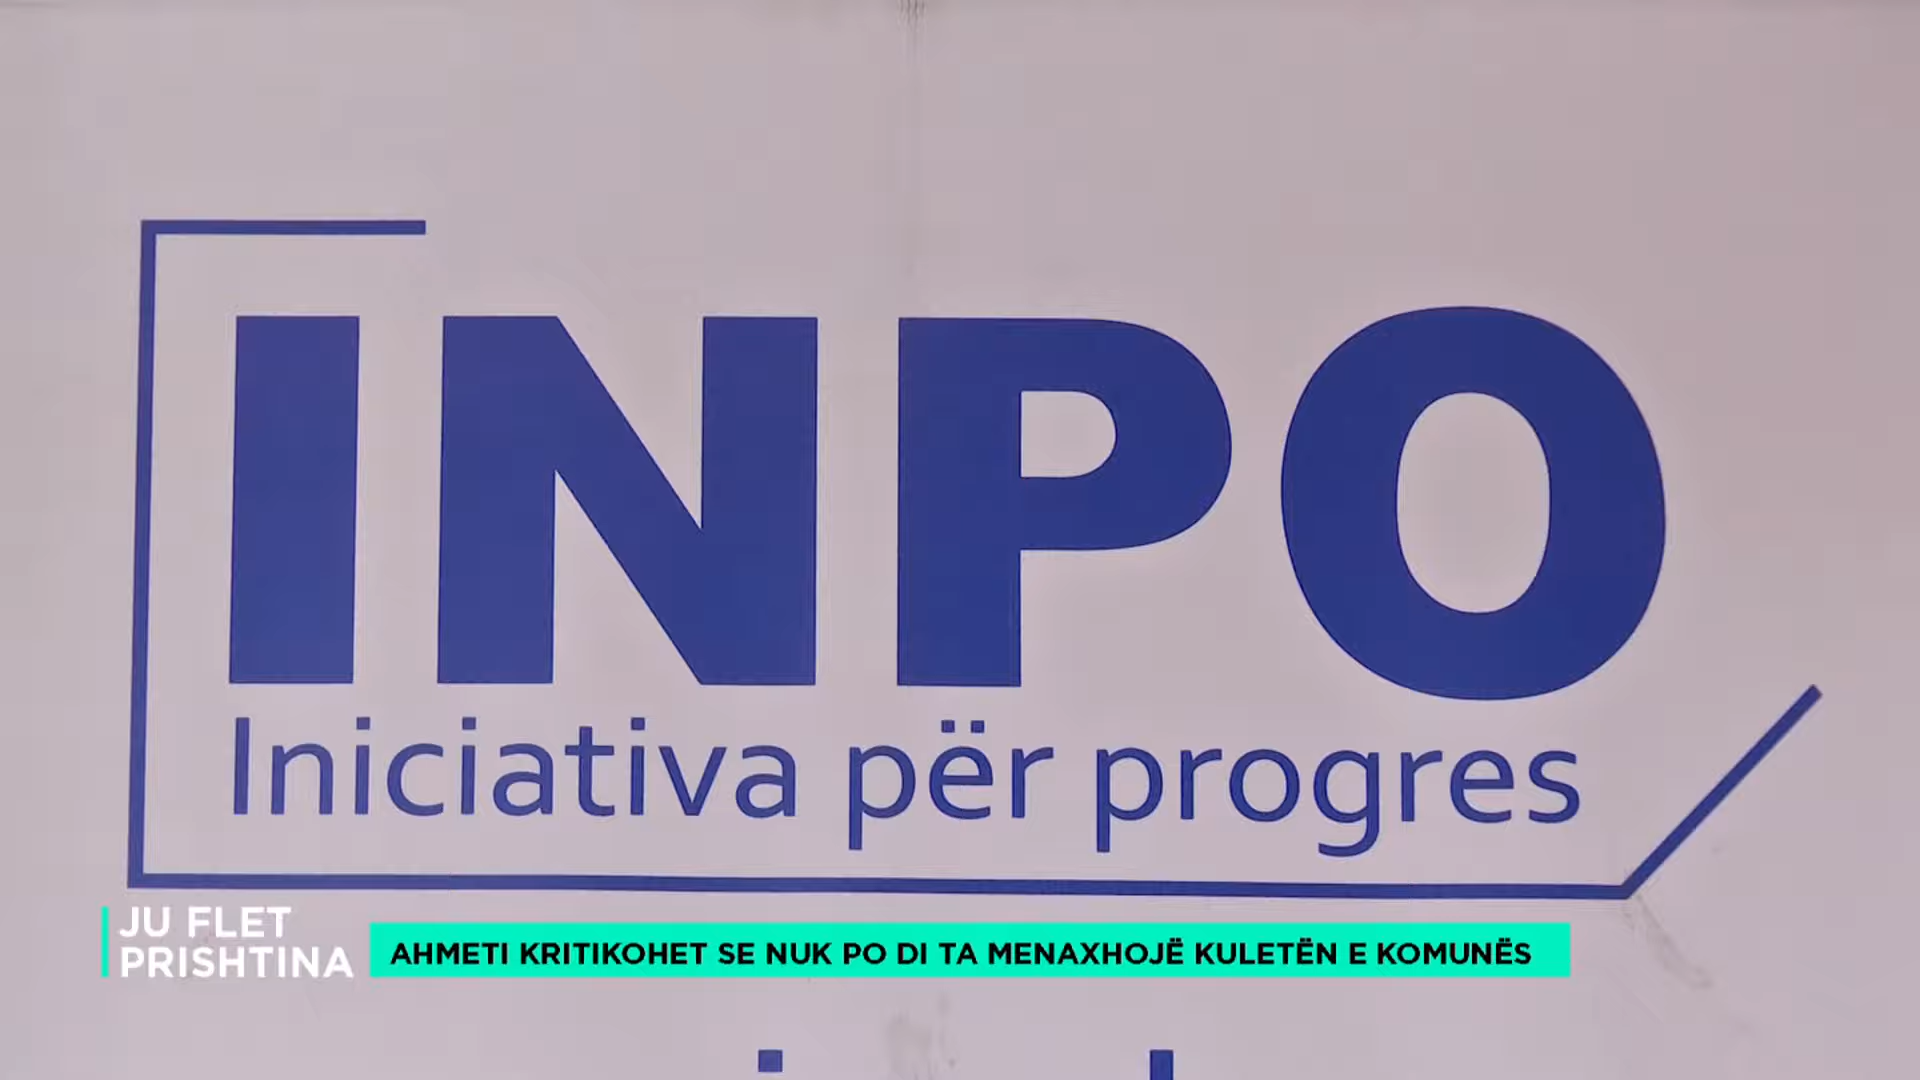 INPO
Iniciativa për progres
JU FLET
PRISHTINA
AHMETI KRITIKOHET SE NUK PO DI TA MENAXHOJË KULETËN E KOMUNËS